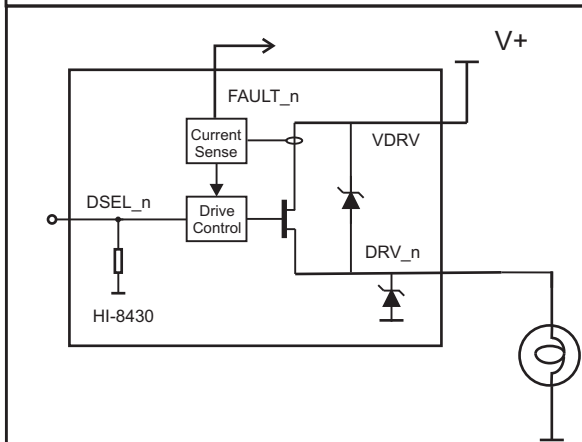 V+
FAULT_n
Current
Sense
VDRV
DSEL_n
Drive
Control
DRV_n
HI-8430